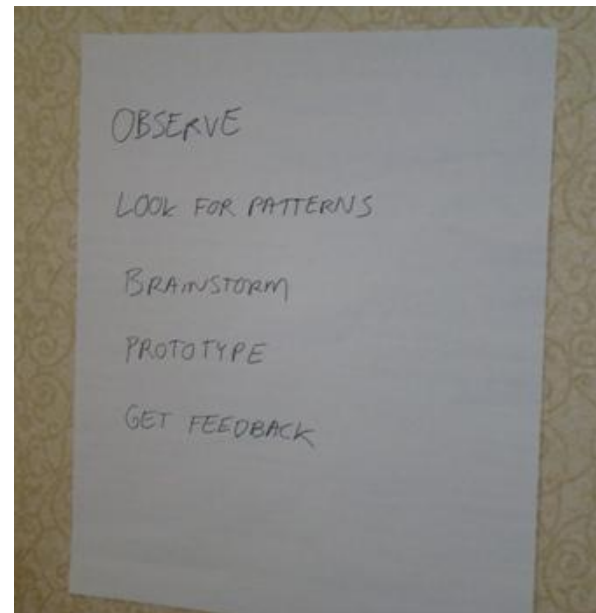 OBSERVE
LOOK FOR PATTERNS
BRAINSTORM
PROTOTYPE
GET FEEDBACK